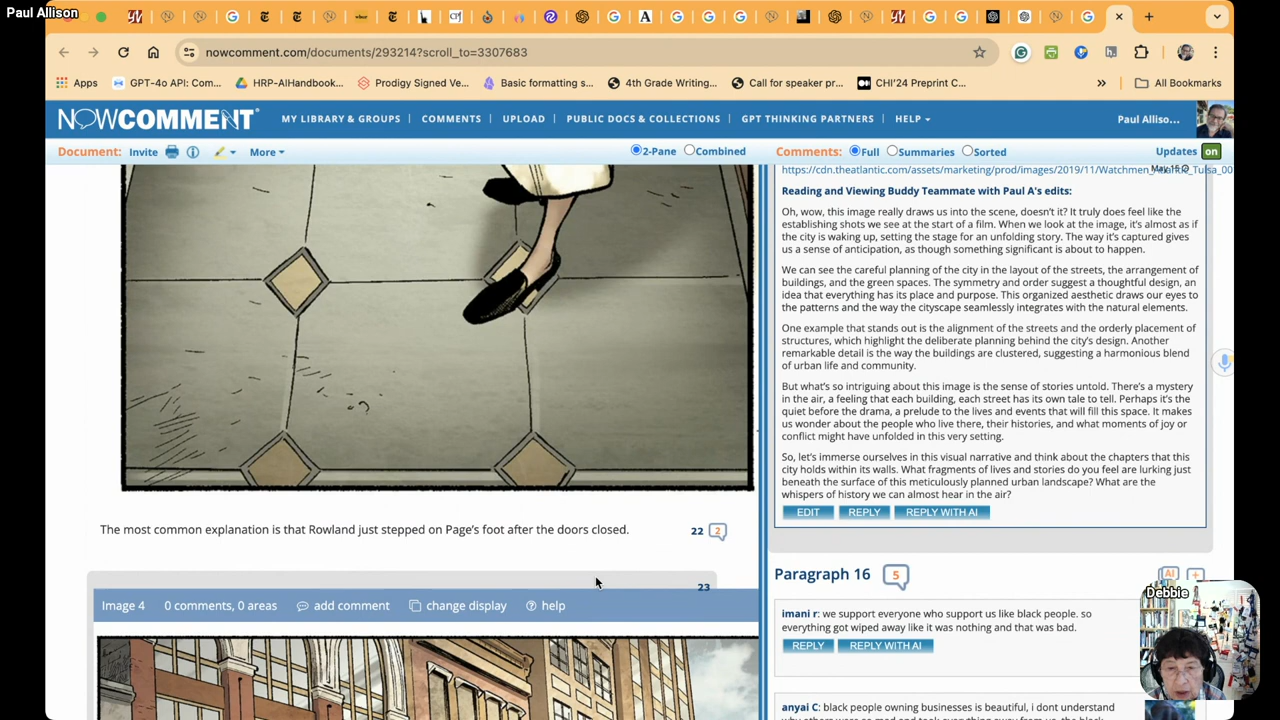 Paul Allison
nowcomment.com/documents/293214?scroll_to=3307683
Apps
GPT-4o API: Com...
HRP-AIHandbook...
Prodigy Signed Ve...
Basic formatting s...
4th Grade Writing...
Call for speaker pr...
CHI'24 Preprint C...
»
All Bookmarks
NOWCOMMENT®
MY LIBRARY & GROUPS | COMMENTS | UPLOAD | PUBLIC DOCS & COLLECTIONS | GPT THINKING PARTNERS | HELP
Paul Alliso...
Document: Invite
More
2-Pane
Combined
Comments:
Full
Summaries
Sorted
Updates on
The most common explanation is that Rowland just stepped on Page's foot after the doors closed.
22 2
23
Image 4
0 comments, 0 areas
add comment
change display
help
https://cdn.theatlantic.com/assets/marketing/prod/images/2019/11/Watchmen_Atlantic_Tulsa_00
Reading and Viewing Buddy Teammate with Paul A's edits:
Oh, wow, this image really draws us into the scene, doesn't it? It truly does feel like the
establishing shots we see at the start of a film. When we look at the image, it's almost as if
the city is waking up, setting the stage for an unfolding story. The way it's captured gives
us a sense of anticipation, as though something significant is about to happen.
We can see the careful planning of the city in the layout of the streets, the arrangement of
buildings, and the green spaces. The symmetry and order suggest a thoughtful design, an
idea that everything has its place and purpose. This organized aesthetic draws our eyes to
the patterns and the way the cityscape seamlessly integrates with the natural elements.
One example that stands out is the alignment of the streets and the orderly placement of
structures, which highlight the deliberate planning behind the city's design. Another
remarkable detail is the way the buildings are clustered, suggesting a harmonious blend
of urban life and community.
But what's so intriguing about this image is the sense of stories untold. There's a mystery
in the air, a feeling that each building, each street has its own tale to tell. Perhaps it's the
quiet before the drama, a prelude to the lives and events that will fill this space. It makes
us wonder about the people who live there, their histories, and what moments of joy or
conflict might have unfolded in this very setting.
So, let's immerse ourselves in this visual narrative and think about the chapters that this
city holds within its walls. What fragments of lives and stories do you feel are lurking just
beneath the surface of this meticulously planned urban landscape? What are the
whispers of history we can almost hear in the air?
EDIT
REPLY
REPLY WITH AI
Paragraph 16 5
AI +
Debbie
imani r: we support everyone who support us like black people. so
everything got wiped away like it was nothing and that was bad.
REPLY
REPLY WITH AI
anyai C: black people owning businesses is beautiful, i dont understand